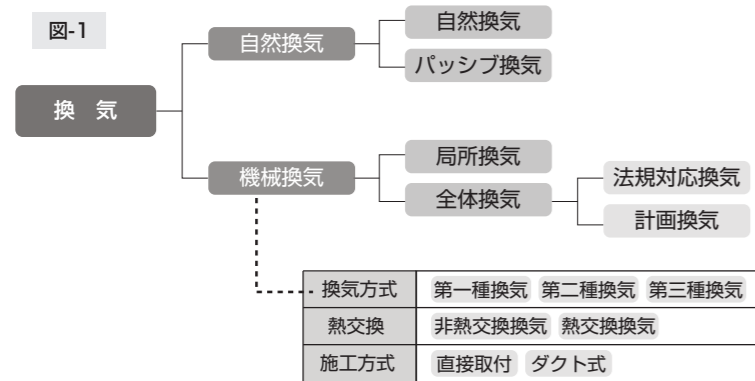 図-1
換 気
自然換気
自然換気
パッシブ換気
機械換気
局所換気
全体換気
法規対応換気
計画換気
換気方式 第一種換気 第二種換気 第三種換気
熱交換 非熱交換換気 熱交換換気
施工方式 直接取付 ダクト式